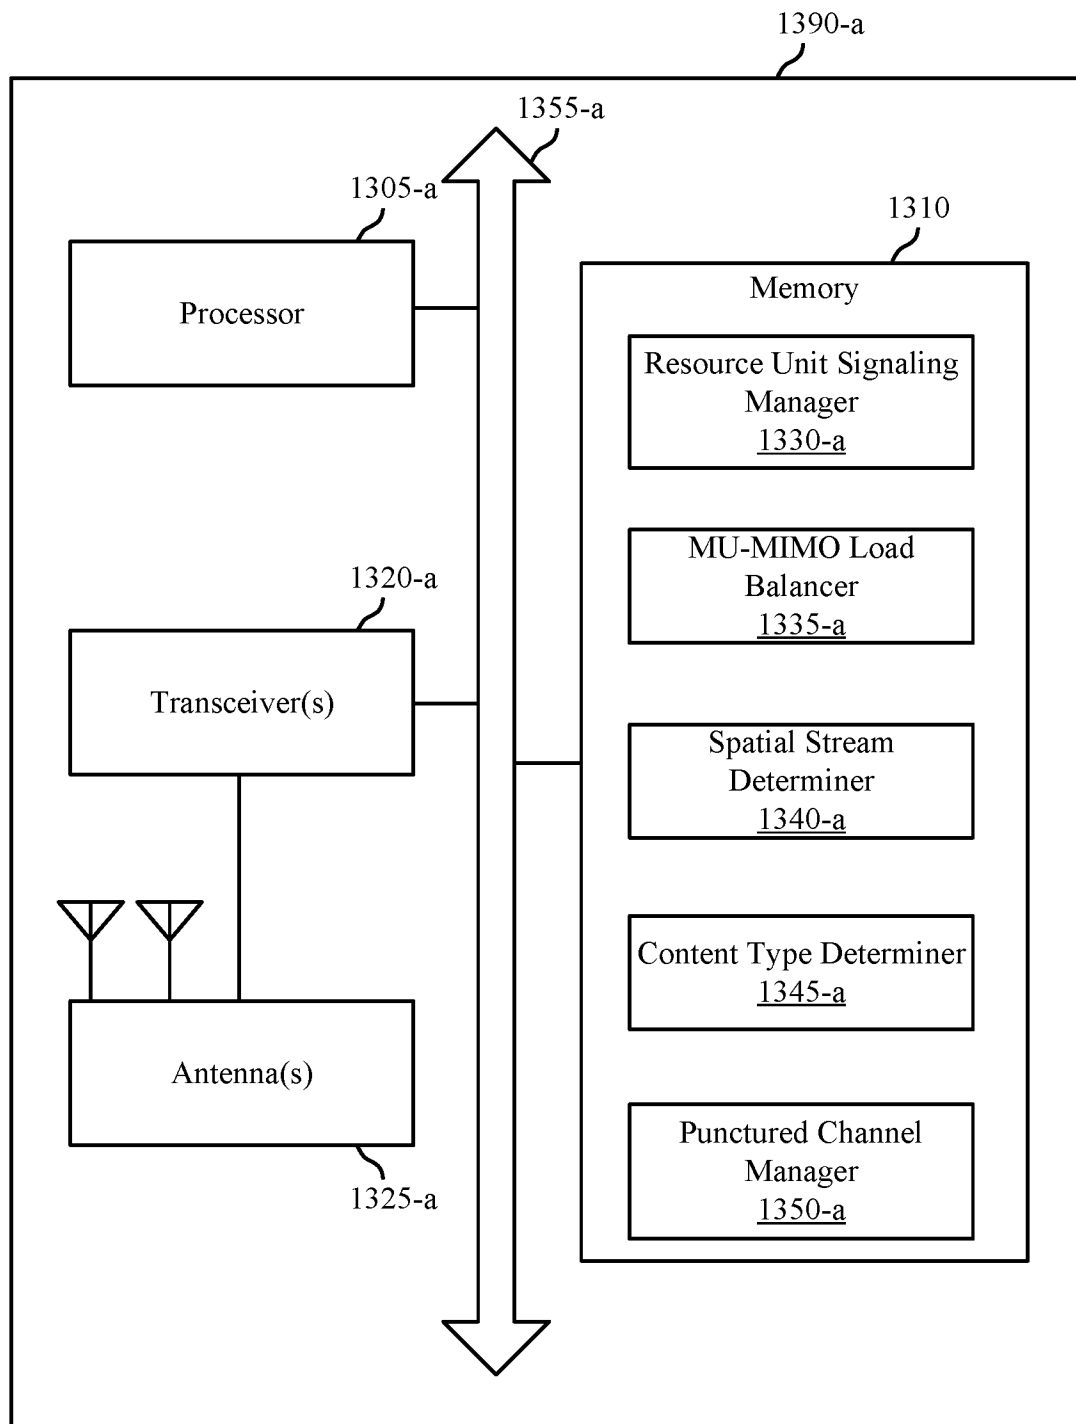 1390-a
1355-a
1305-a
Processor
1310
Memory
Resource Unit Signaling
Manager
1330-a
MU-MIMO Load
Balancer
1335-a
1320-a
Transceiver(s)
Spatial Stream
Determiner
1340-a
Content Type Determiner
1345-a
Antenna(s)
1325-a
Punctured Channel
Manager
1350-a